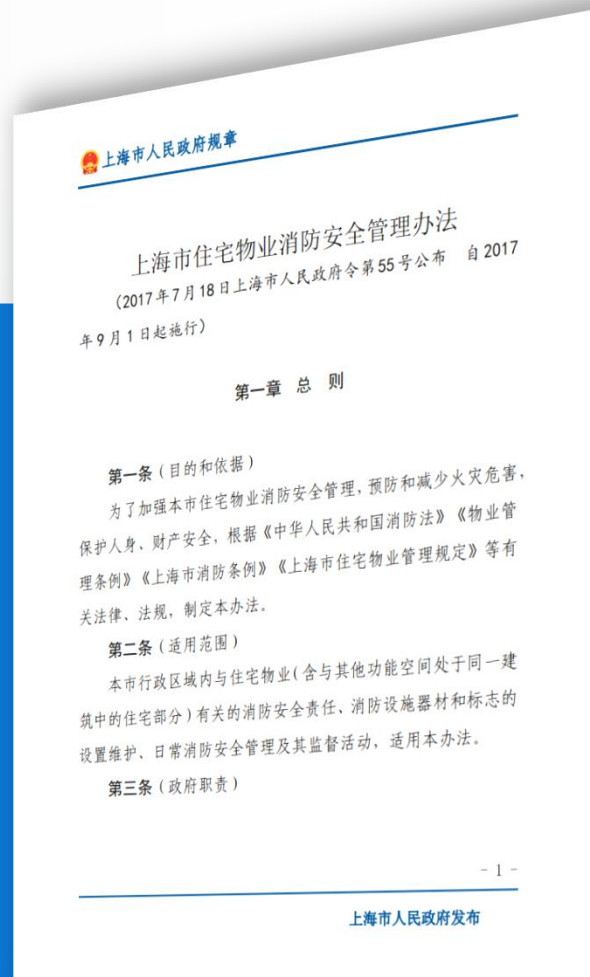 上海市人民政府规章
上海市住宅物业消防安全管理办法
（2017年7月18日上海市人民政府令第55号公布 自2017
年9月1日起施行）
第一章 总 则
第一条（目的和依据）
为了加强本市住宅物业消防安全管理，预防和减少火灾危害，
保护人身、财产安全，根据《中华人民共和国消防法》《物业管
理条例》《上海市消防条例》《上海市住宅物业管理规定》等有
关法律、法规，制定本办法。
第二条（适用范围）
本市行政区域内与住宅物业（含与其他功能空间处于同一建
筑中的住宅部分）有关的消防安全责任、消防设施器材和标志的
设置维护、日常消防安全管理及其监督活动，适用本办法。
第三条（政府职责）
- 1 -
上海市人民政府发布